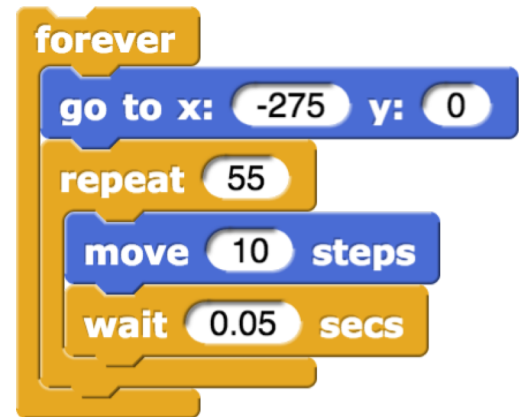 forever
go to x: -275 y: 0
repeat 55
move 10 steps
wait 0.05 secs